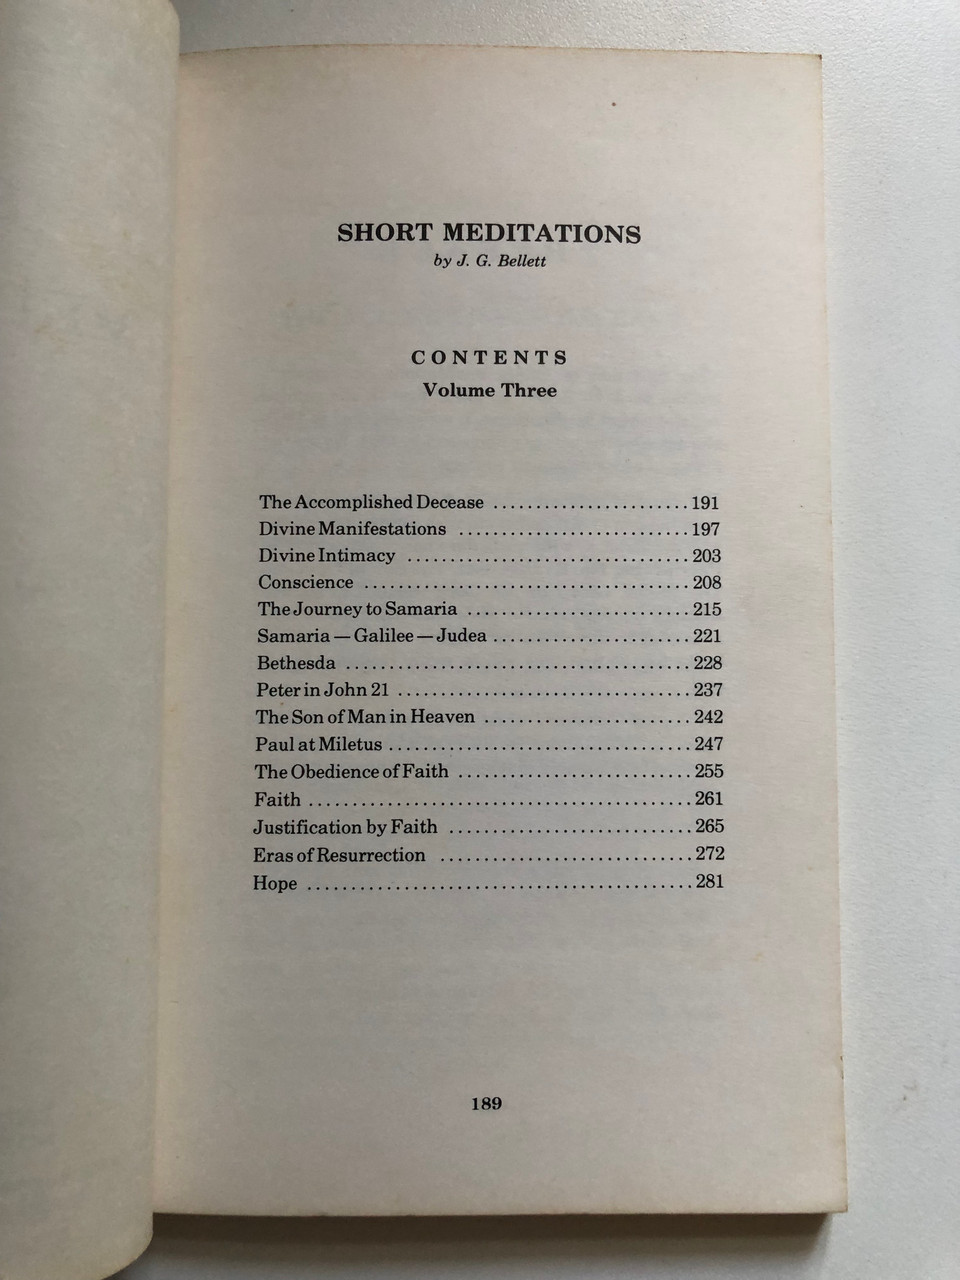 SHORT MEDITATIONS
by J. G. Bellett
CONTENTS
Volume Three
The Accomplished Decease ...................... 191
Divine Manifestations .......................... 197
Divine Intimacy ................................ 203
Conscience ..................................... 208
The Journey to Samaria ......................... 215
Samaria — Galilee — Judea ....................... 221
Bethesda ....................................... 228
Peter in John 21 ................................. 237
The Son of Man in Heaven ........................ 242
Paul at Miletus .................................. 247
The Obedience of Faith ........................... 255
Faith ........................................... 261
Justification by Faith ............................ 265
Eras of Resurrection ............................. 272
Hope ............................................ 281
189